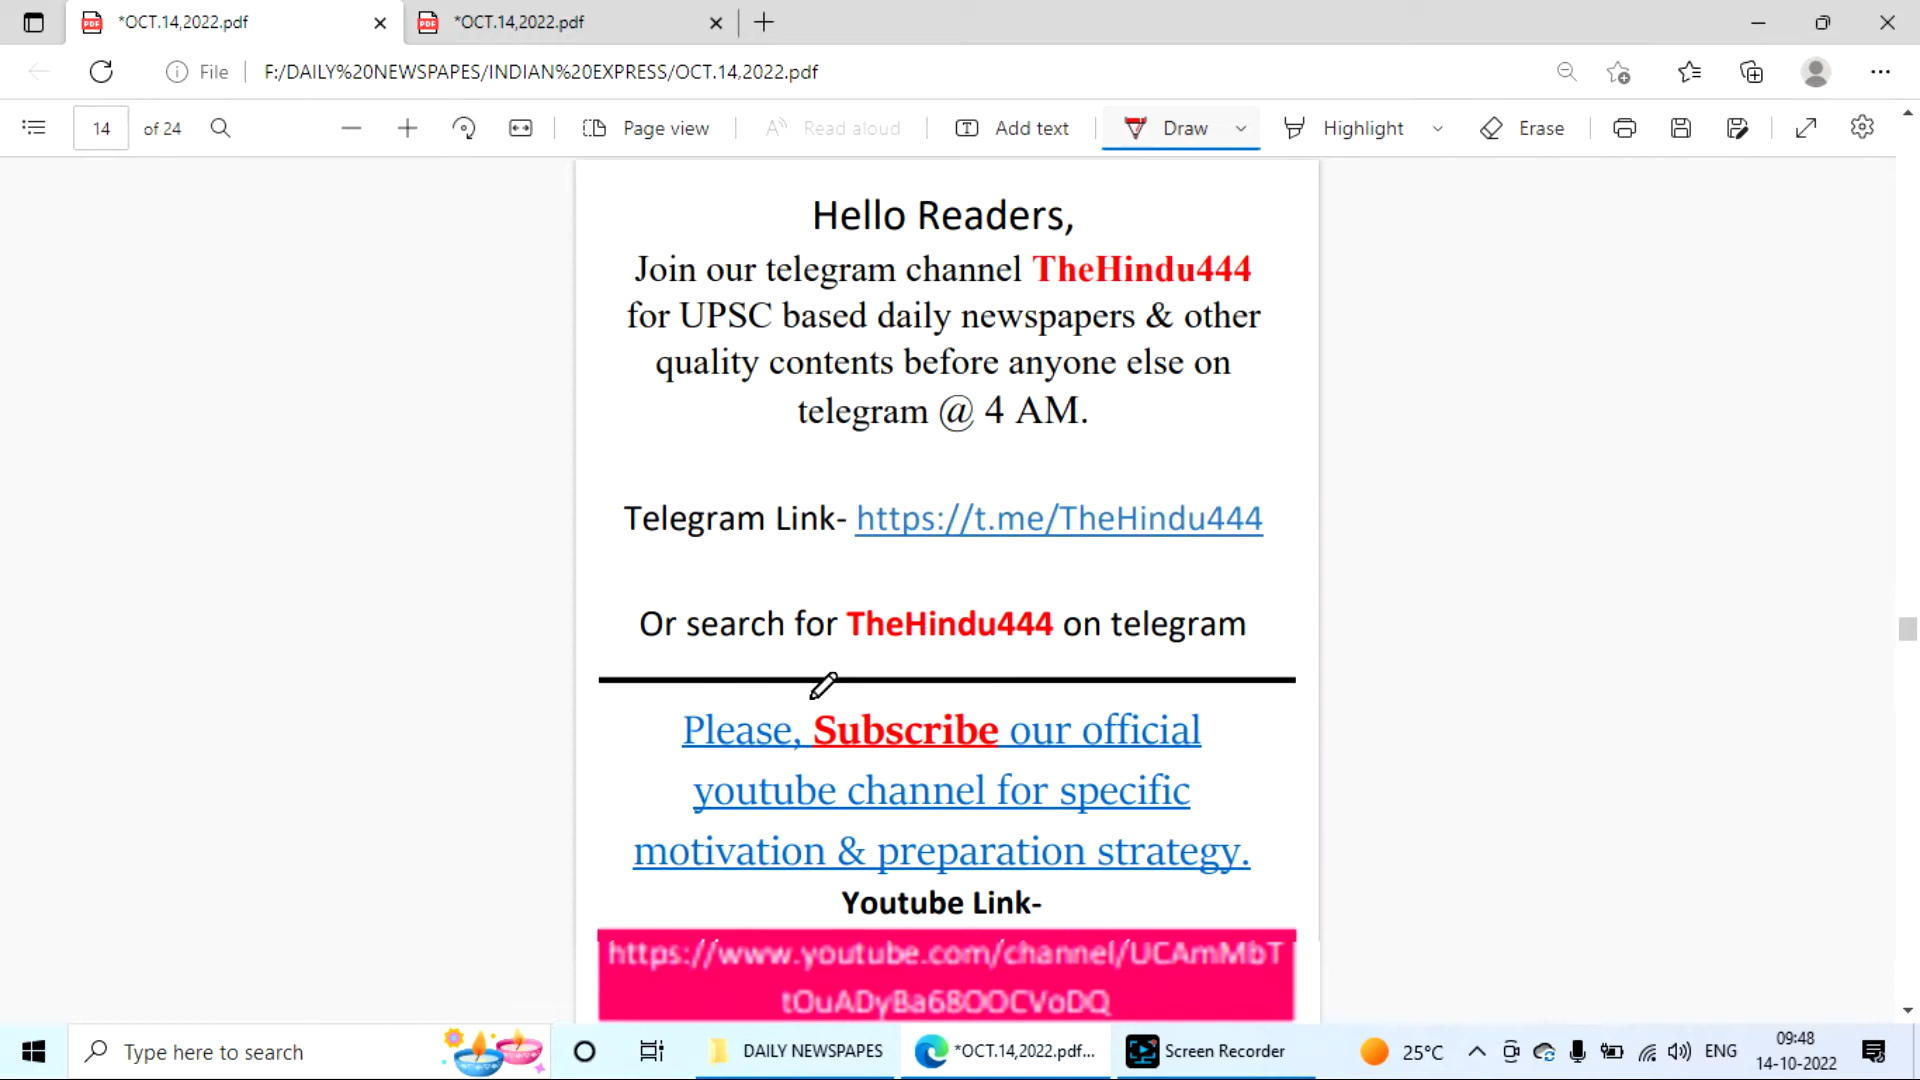 *OCT.14,2022.pdf
*OCT.14,2022.pdf
File
F:/DAILY%20NEWSPAPES/INDIAN%20EXPRESS/OCT.14,2022.pdf
14 of 24
Page view
Read aloud
Add text
Draw
Highlight
Erase
Hello Readers,
Join our telegram channel TheHindu444
for UPSC based daily newspapers & other
quality contents before anyone else on
telegram @ 4 AM.
Telegram Link- https://t.me/TheHindu444
Or search for TheHindu444 on telegram
Please, Subscribe our official
youtube channel for specific
motivation & preparation strategy.
Youtube Link-
https://www.youtube.com/channel/UCAmMbT
tOuADyBa68OOCVoDQ
Type here to search
DAILY NEWSPAPES
*OCT.14,2022.pdf...
Screen Recorder
25°C
ENG
09:48
14-10-2022